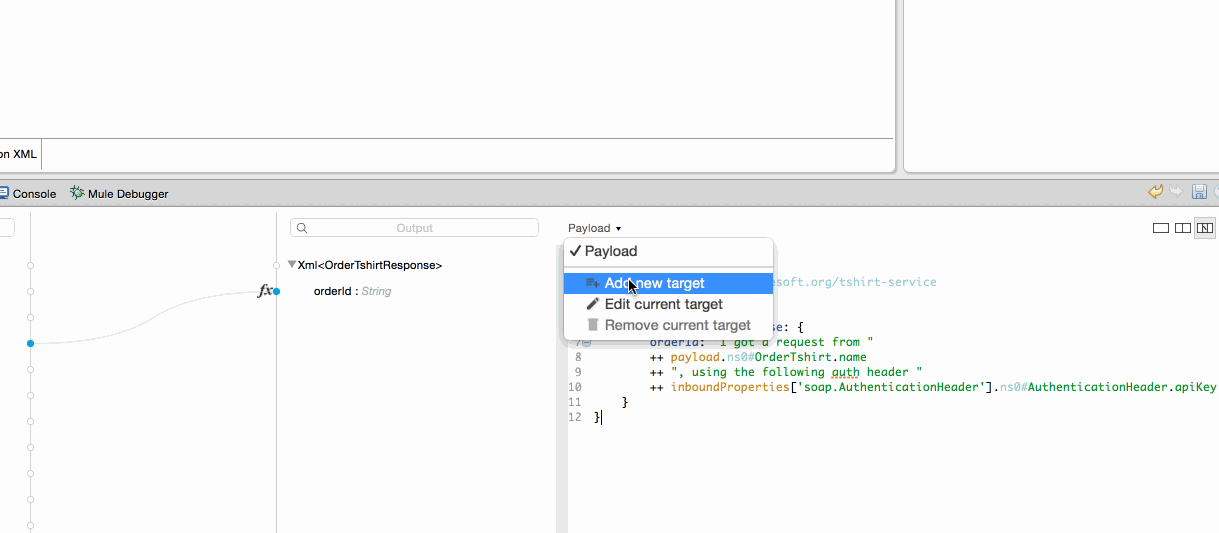 on XML
Console Mule Debugger
Output
Payload
Payload
Add new target
Edit current target
Remove current target
Xml<OrderTshirtResponse>
fx
orderId : String
esoft.org/tshirt-service
se: {
7 orderId: "I got a request from "
8 ++ payload.ns0#OrderTshirt.name
9 ++ ", using the following auth header "
10 ++ inboundProperties['soap.AuthenticationHeader'].ns0#AuthenticationHeader.apiKey
11 }
12 }